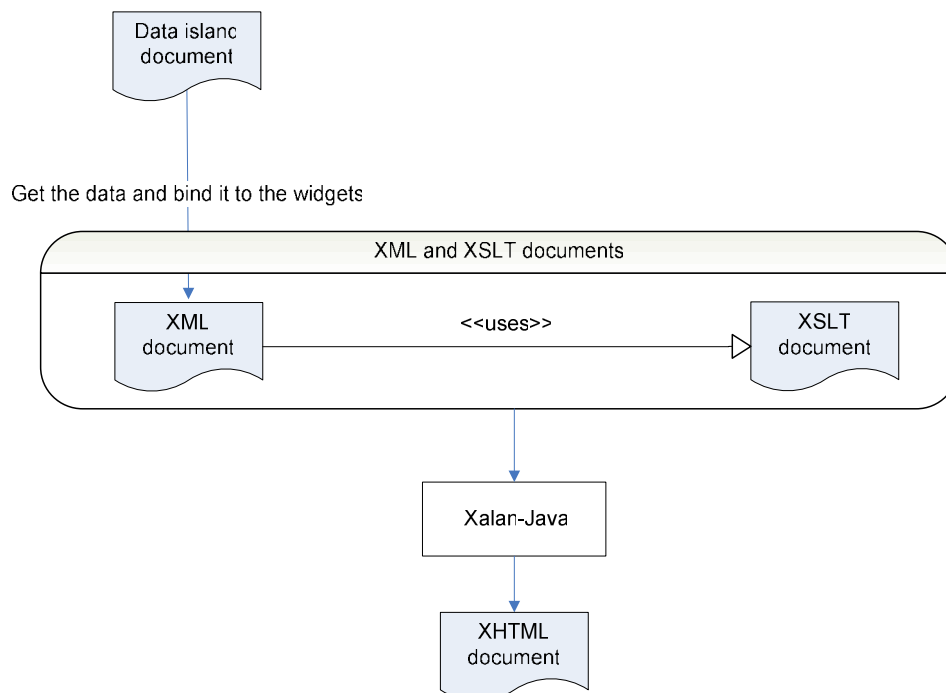 Data island
document
Get the data and bind it to the widgets
XML and XSLT documents
XML
document
<<uses>>
XSLT
document
Xalan-Java
XHTML
document